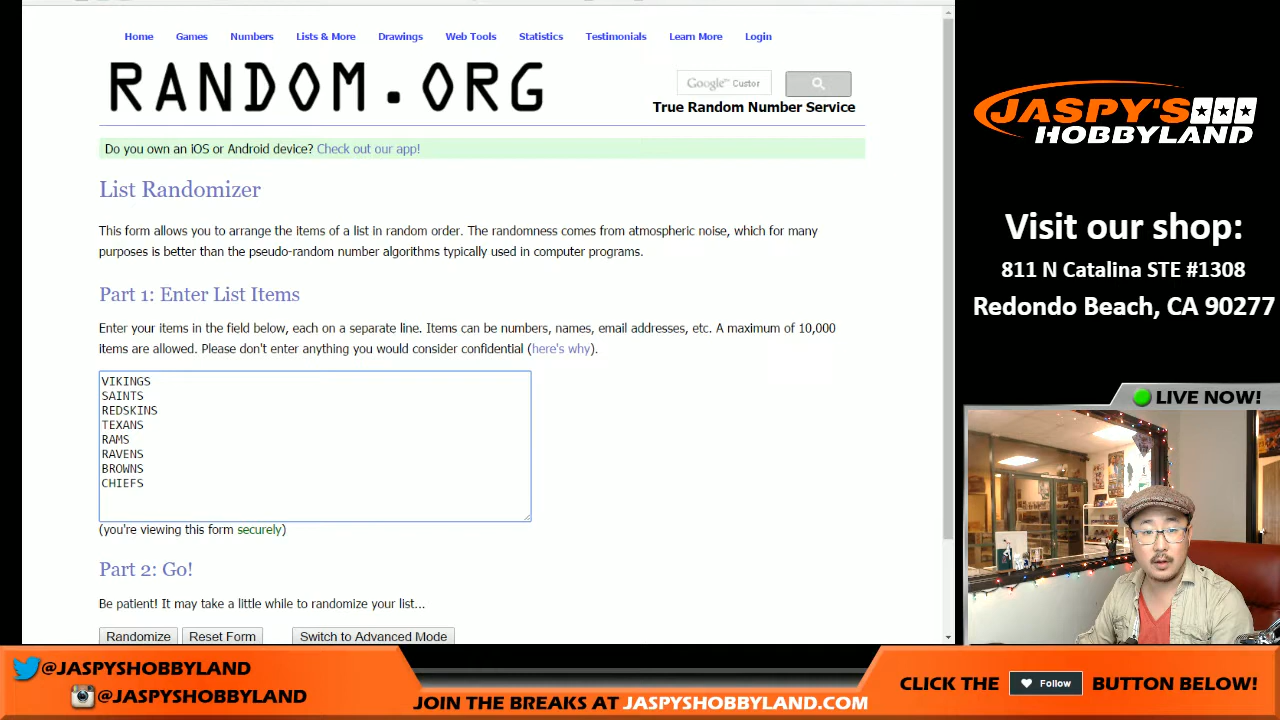 Home Games Numbers Lists & More Drawings Web Tools Statistics Testimonials Learn More Login
RANDOM.ORG
Google™ Custor
True Random Number Service
Do you own an iOS or Android device? Check out our app!
List Randomizer
This form allows you to arrange the items of a list in random order. The randomness comes from atmospheric noise, which for many
purposes is better than the pseudo-random number algorithms typically used in computer programs.
Part 1: Enter List Items
Enter your items in the field below, each on a separate line. Items can be numbers, names, email addresses, etc. A maximum of 10,000
items are allowed. Please don't enter anything you would consider confidential (here's why).
VIKINGS
SAINTS
REDSKINS
TEXANS
RAMS
RAVENS
BROWNS
CHIEFS
(you're viewing this form securely)
Part 2: Go!
Be patient! It may take a little while to randomize your list...
Randomize Reset Form Switch to Advanced Mode
JASPY'S
HOBBYLAND
Visit our shop:
811 N Catalina STE #1308
Redondo Beach, CA 90277
LIVE NOW!
@JASPYSHOBBYLAND
@JASPYSHOBBYLAND
JOIN THE BREAKS AT JASPYSHOBBYLAND.COM
CLICK THE Follow BUTTON BELOW!